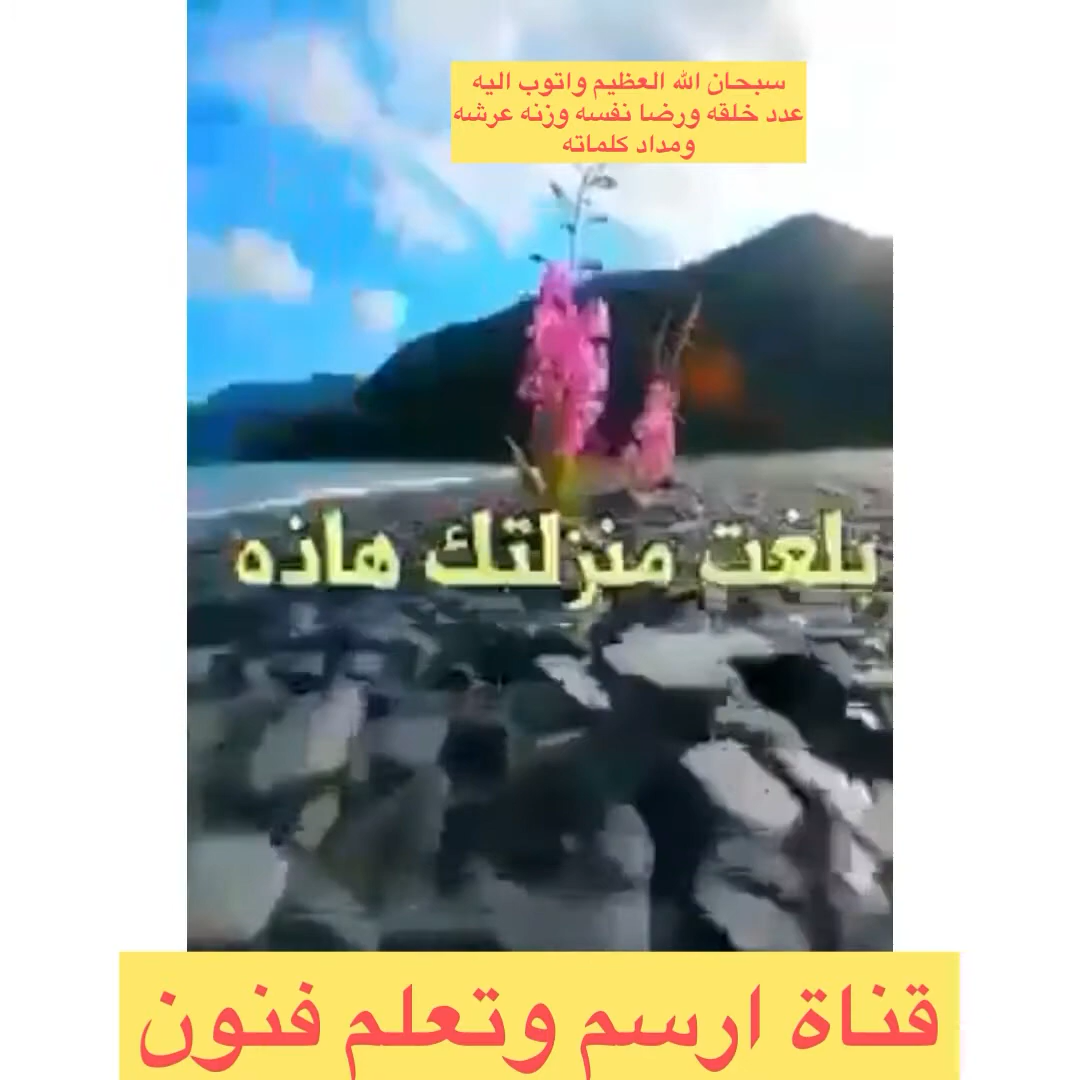 سبحان الله العظيم واتوب اليه
عدد خلقه ورضا نفسه وزنه عرشه
ومداد كلماته
بلغت منزلتك هاذه
قناة ارسم وتعلم فنون